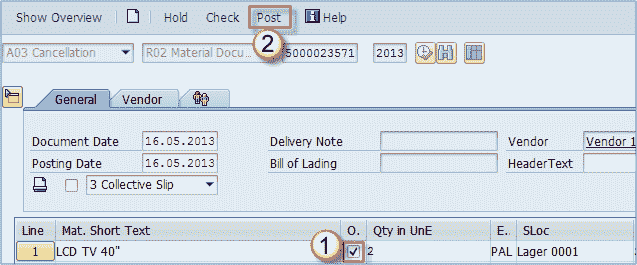 Show Overview Hold Check Post Help
2
A03 Cancellation R02 Material Docu... 5000023571 2013
General Vendor
Document Date 16.05.2013 Delivery Note Vendor Vendor 1
Posting Date 16.05.2013 Bill of Lading HeaderText
3 Collective Slip
Line Mat. Short Text O. Qty in UnE E.. SLoc
1 LCD TV 40" 1 2 PAL Lager 0001